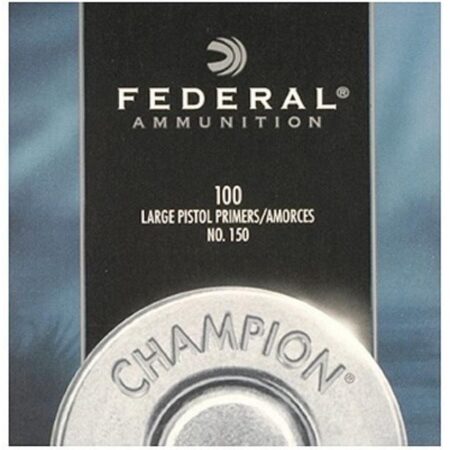 FEDERAL®
AMMUNITION
100
LARGE PISTOL PRIMERS/AMORCES
NO. 150
CHAMPION®